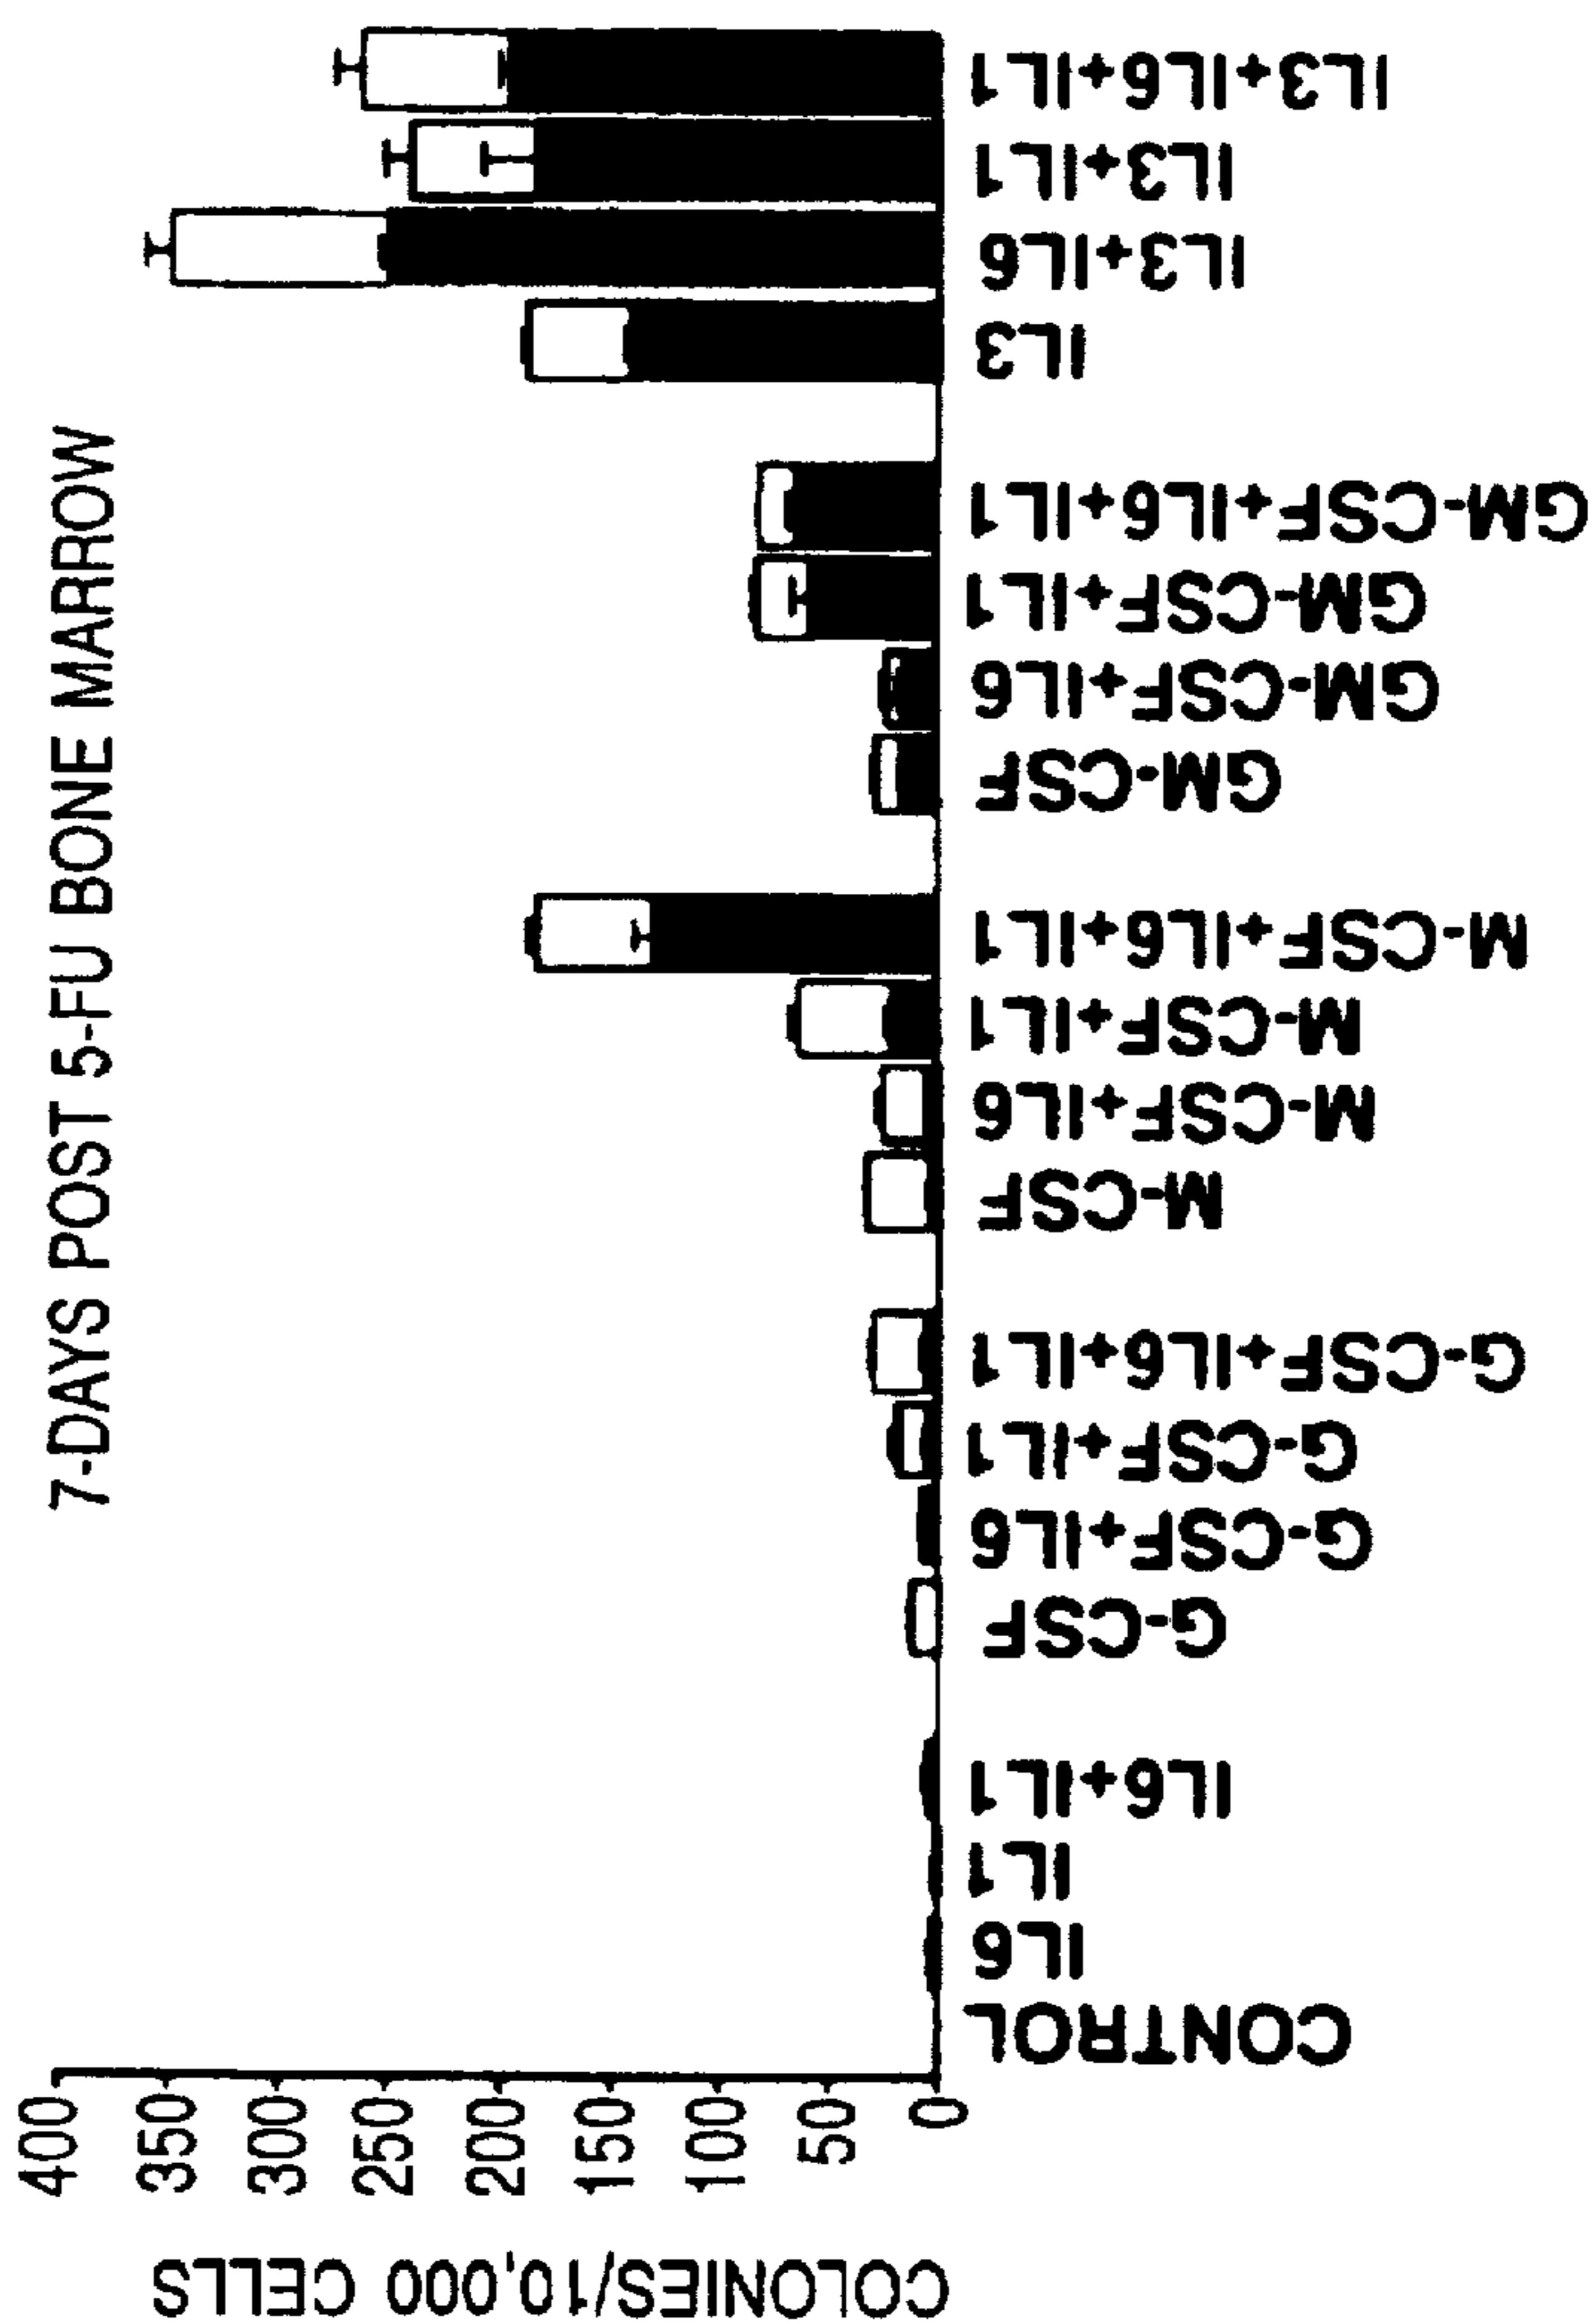 7-DAYS POST 5-FU BONE MARROW
COLONIES/10,000 CELLS
400
350
300
250
200
150
100
50
0
CONTROL
IL6
IL1
IL6+IL1
G-CSF
G-CSF+IL6
G-CSF+IL1
G-CSF+IL6+IL1
M-CSF
M-CSF+IL6
M-CSF+IL1
M-CSF+IL6+IL1
GM-CSF
GM-CSF+IL6
GM-CSF+IL1
GM-CSF+IL6+IL1
IL3
IL3+IL6
IL3+IL1
IL3+IL6+IL1